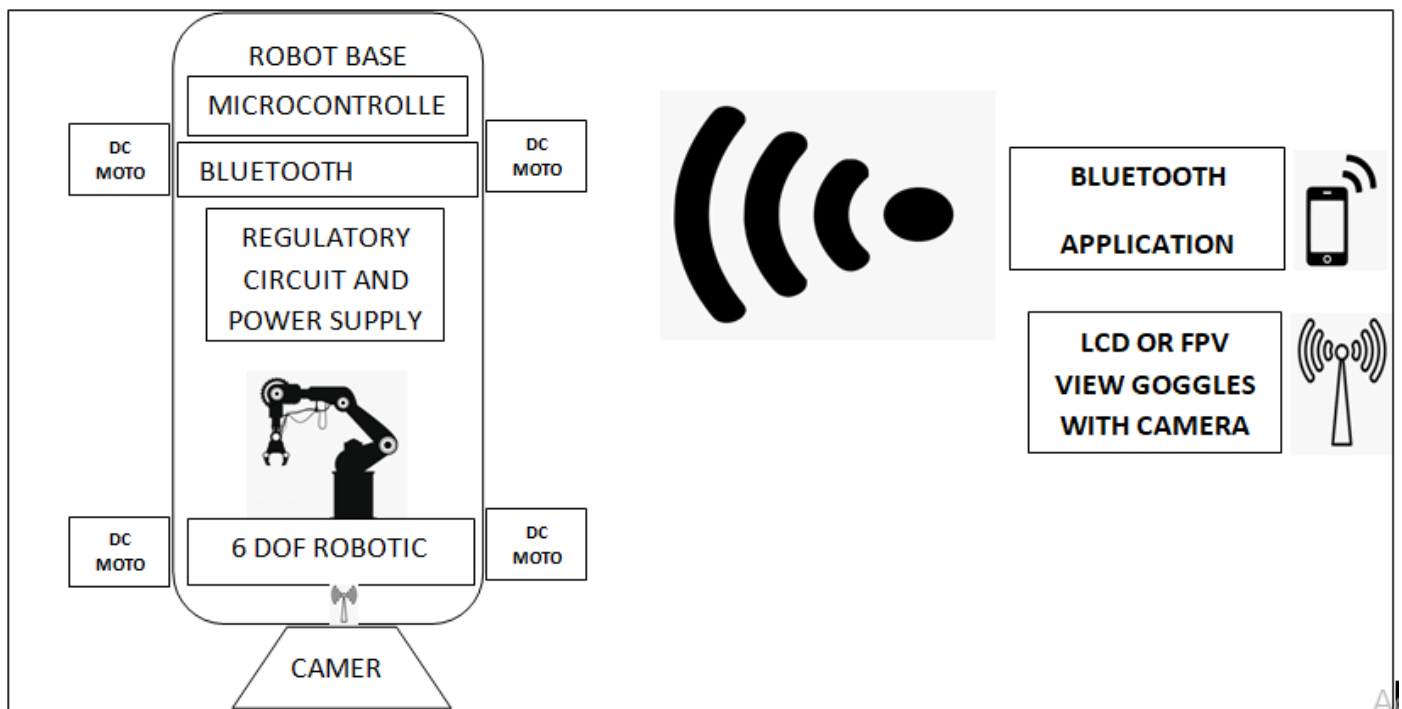 ROBOT BASE
MICROCONTROLLE
DC
MOTO
BLUETOOTH
DC
MOTO
REGULATORY
CIRCUIT AND
POWER SUPPLY
DC
MOTO
6 DOF ROBOTIC
DC
MOTO
CAMER
BLUETOOTH
APPLICATION
LCD OR FPV
VIEW GOGGLES
WITH CAMERA